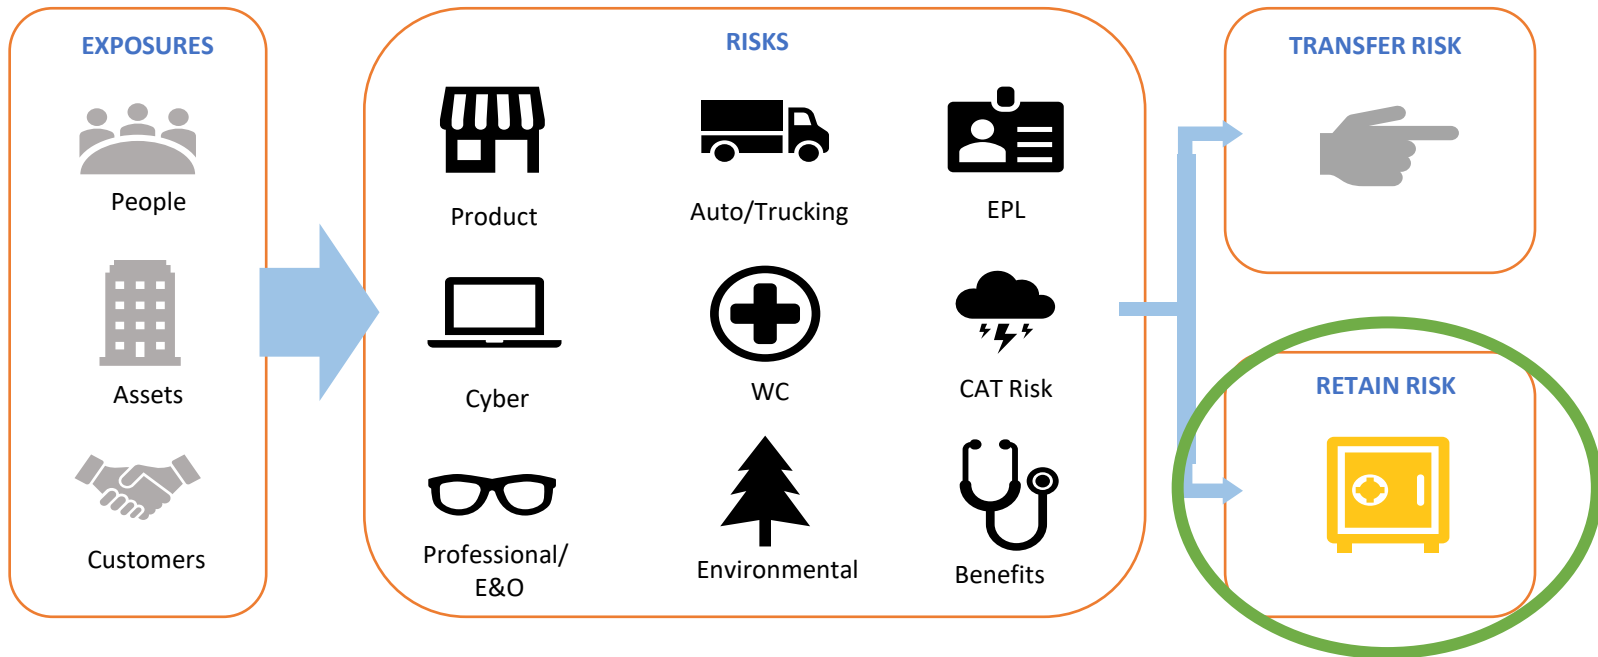 EXPOSURES
People
Assets
Customers
RISKS
Product
Auto/Trucking
EPL
Cyber
WC
CAT Risk
Professional/
E&O
Environmental
Benefits
TRANSFER RISK
RETAIN RISK